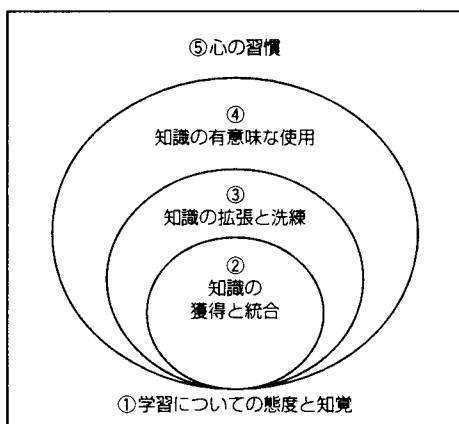 ⑤心の習慣
④
知識の有意味な使用
③
知識の拡張と洗練
②
知識の
獲得と統合
①学習についての態度と知覚